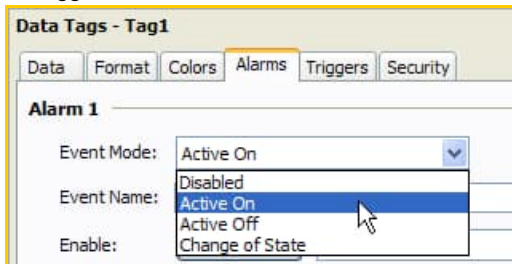 Data Tags - Tag1
Data Format Colors Alarms Triggers Security
Alarm 1
Event Mode: Active On
Disabled
Event Name: Active On
Active Off
Enable: Change of State